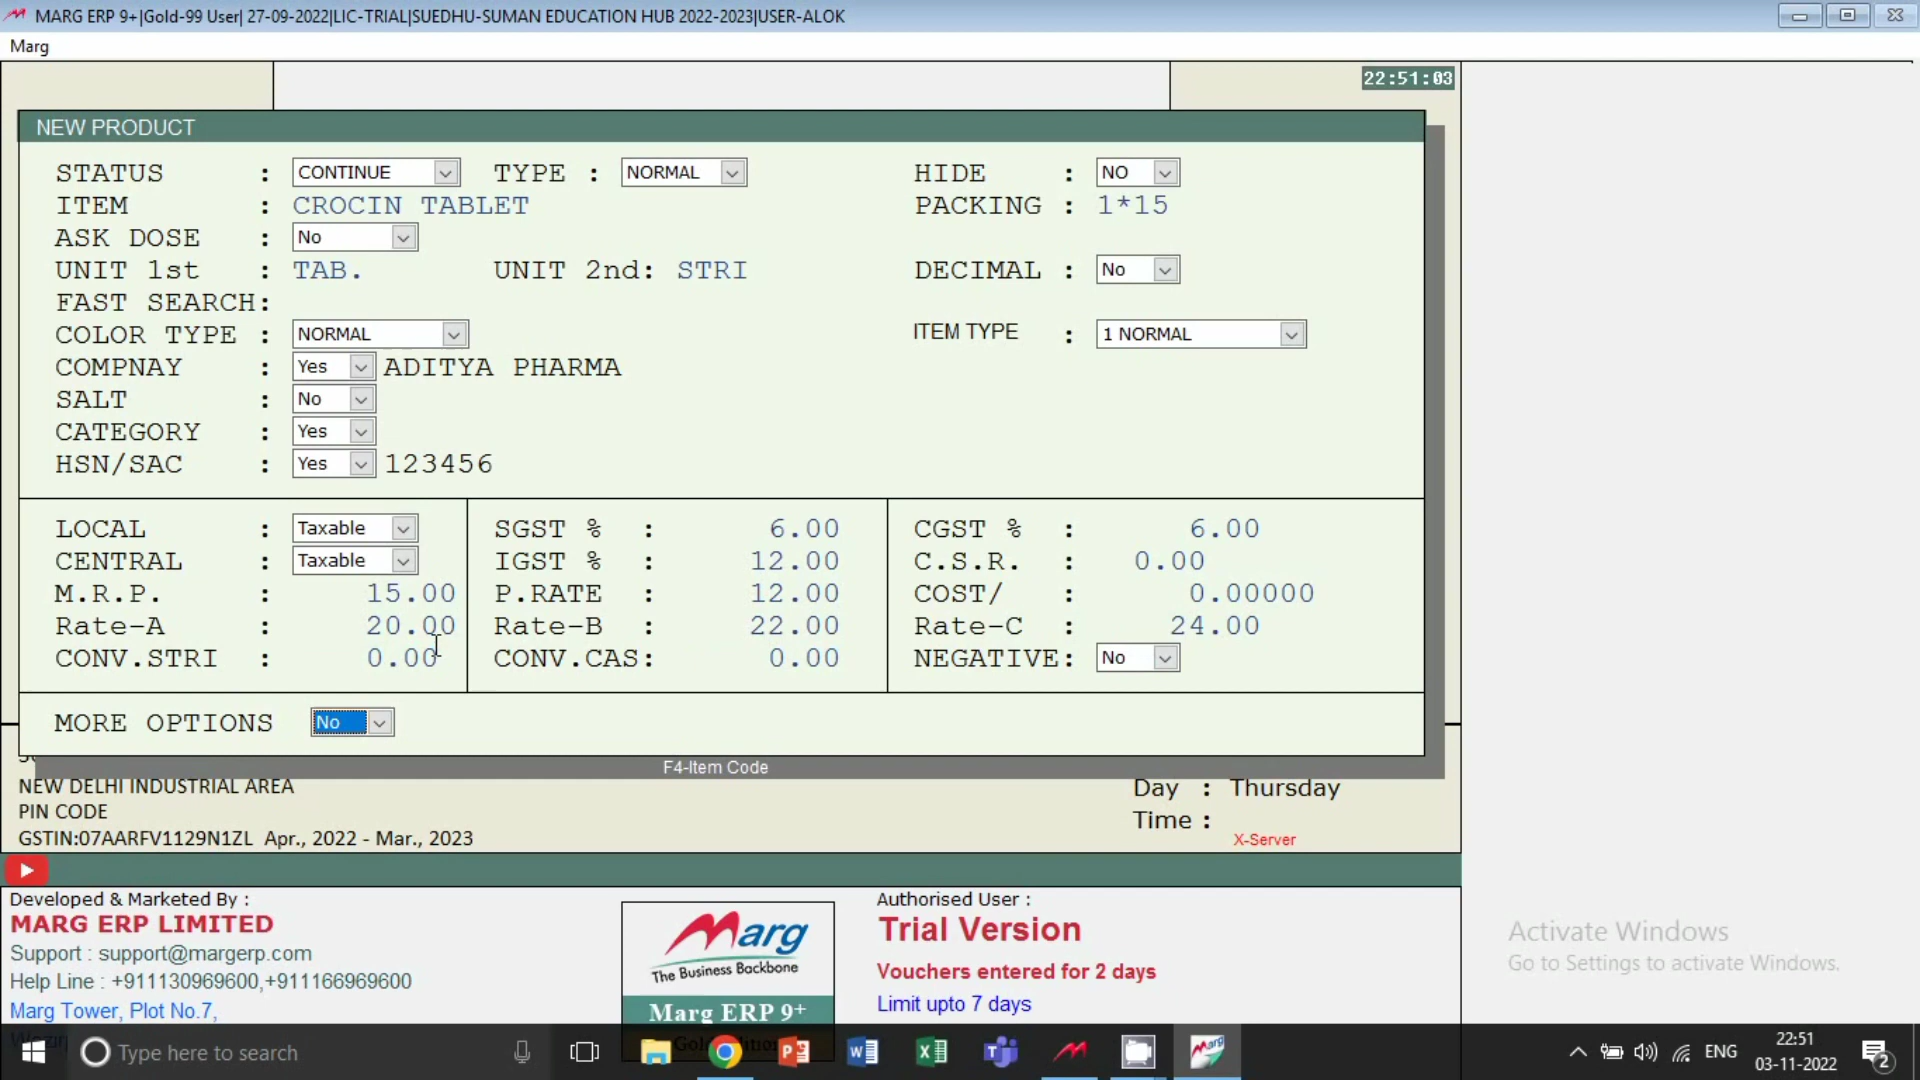 MARG ERP 9+|Gold-99 User| 27-09-2022|LIC-TRIAL|SUEDHU-SUMAN EDUCATION HUB 2022-2023|USER-ALOK
Marg
22:51:03
NEW PRODUCT
STATUS : CONTINUE TYPE : NORMAL HIDE : NO
ITEM : CROCIN TABLET PACKING : 1*15
ASK DOSE : No
UNIT 1st : TAB. UNIT 2nd: STRI DECIMAL : No
FAST SEARCH:
COLOR TYPE : NORMAL ITEM TYPE : 1 NORMAL
COMPNAY : Yes ADITYA PHARMA
SALT : No
CATEGORY : Yes
HSN/SAC : Yes 123456
LOCAL : Taxable SGST % : 6.00 CGST % : 6.00
CENTRAL : Taxable IGST % : 12.00 C.S.R. : 0.00
M.R.P. : 15.00 P.RATE : 12.00 COST/ : 0.00000
Rate-A : 20.00 Rate-B : 22.00 Rate-C : 24.00
CONV.STRI : 0.00 CONV.CAS: 0.00 NEGATIVE: No
MORE OPTIONS No
F4-Item Code
NEW DELHI INDUSTRIAL AREA Day : Thursday
PIN CODE Time :
GSTIN:07AARFV1129N1ZL Apr., 2022 - Mar., 2023 X-Server
Developed & Marketed By :
MARG ERP LIMITED
Support : support@margerp.com
Help Line : +911130969600,+911166969600
Marg Tower, Plot No.7,
Marg
The Business Backbone
Marg ERP 9+
Authorised User :
Trial Version
Vouchers entered for 2 days
Limit upto 7 days
Activate Windows
Go to Settings to activate Windows.
Type here to search
ENG
22:51
03-11-2022
2